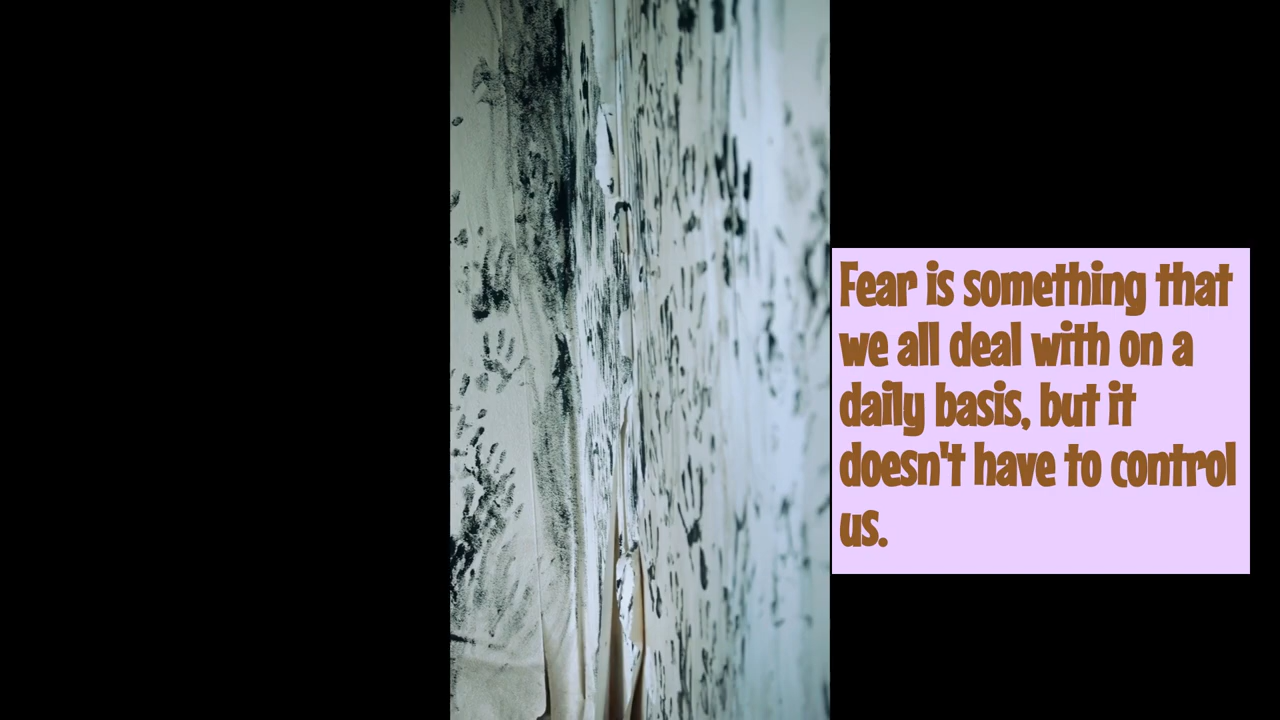 Fear is something that
we all deal with on a
daily basis, but it
doesn't have to control
us.